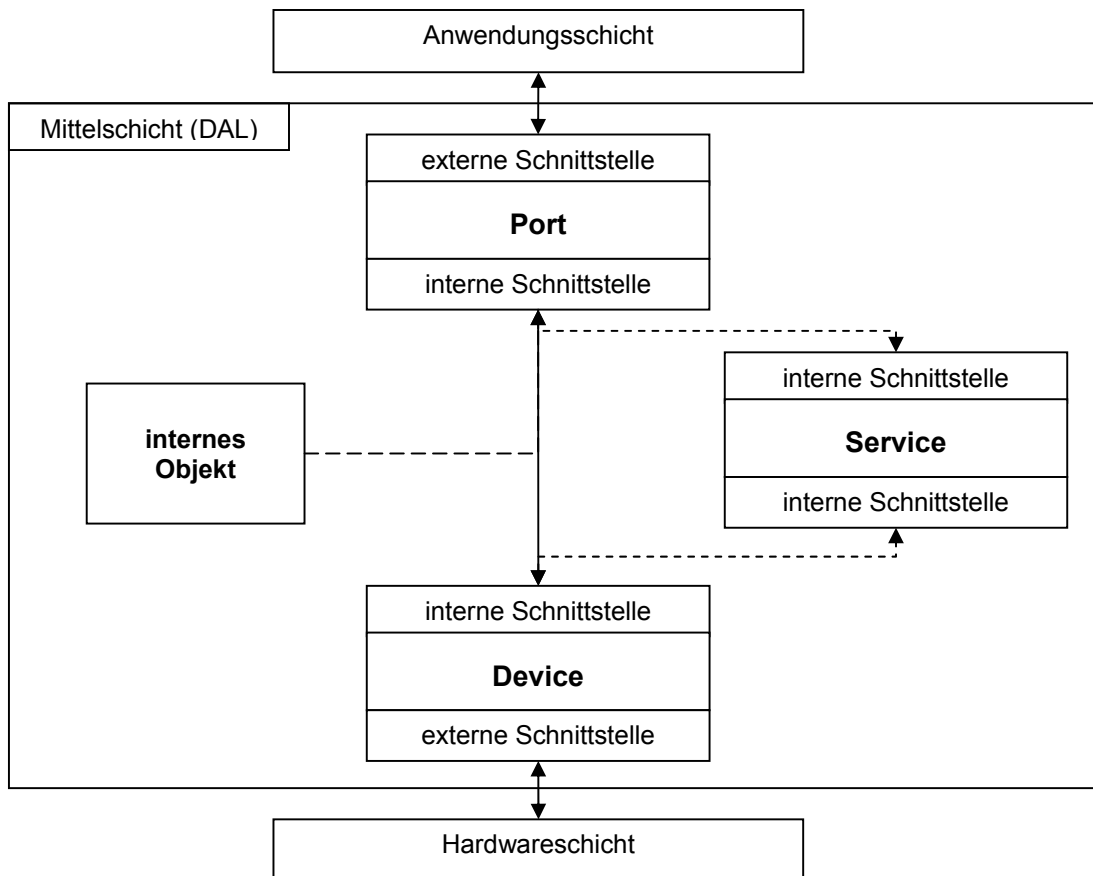 Anwendungsschicht
Mittelschicht (DAL)
externe Schnittstelle
Port
interne Schnittstelle
interne Schnittstelle
Service
interne Schnittstelle
internes
Objekt
interne Schnittstelle
Device
externe Schnittstelle
Hardwareschicht